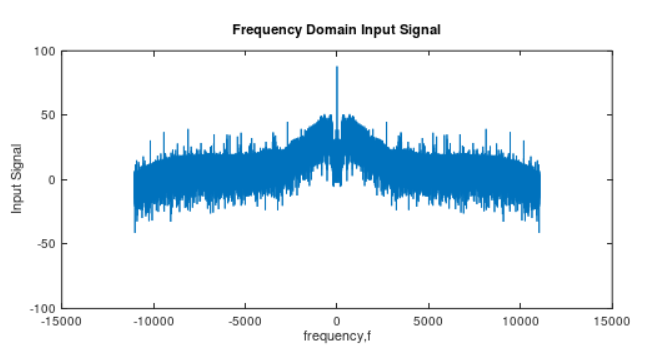 Frequency Domain Input Signal
100
50
0
-50
-100
Input Signal
-15000 -10000 -5000 0 5000 10000 15000
frequency,f